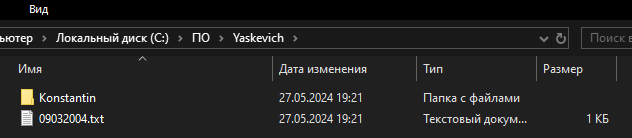 Вид
ьютер > Локальный диск (C:) > ПО > Yaskevich >
Поиск в
Имя Дата изменения Тип Размер
Konstantin 27.05.2024 19:21 Папка с файлами
09032004.txt 27.05.2024 19:21 Текстовый докум... 1 КБ